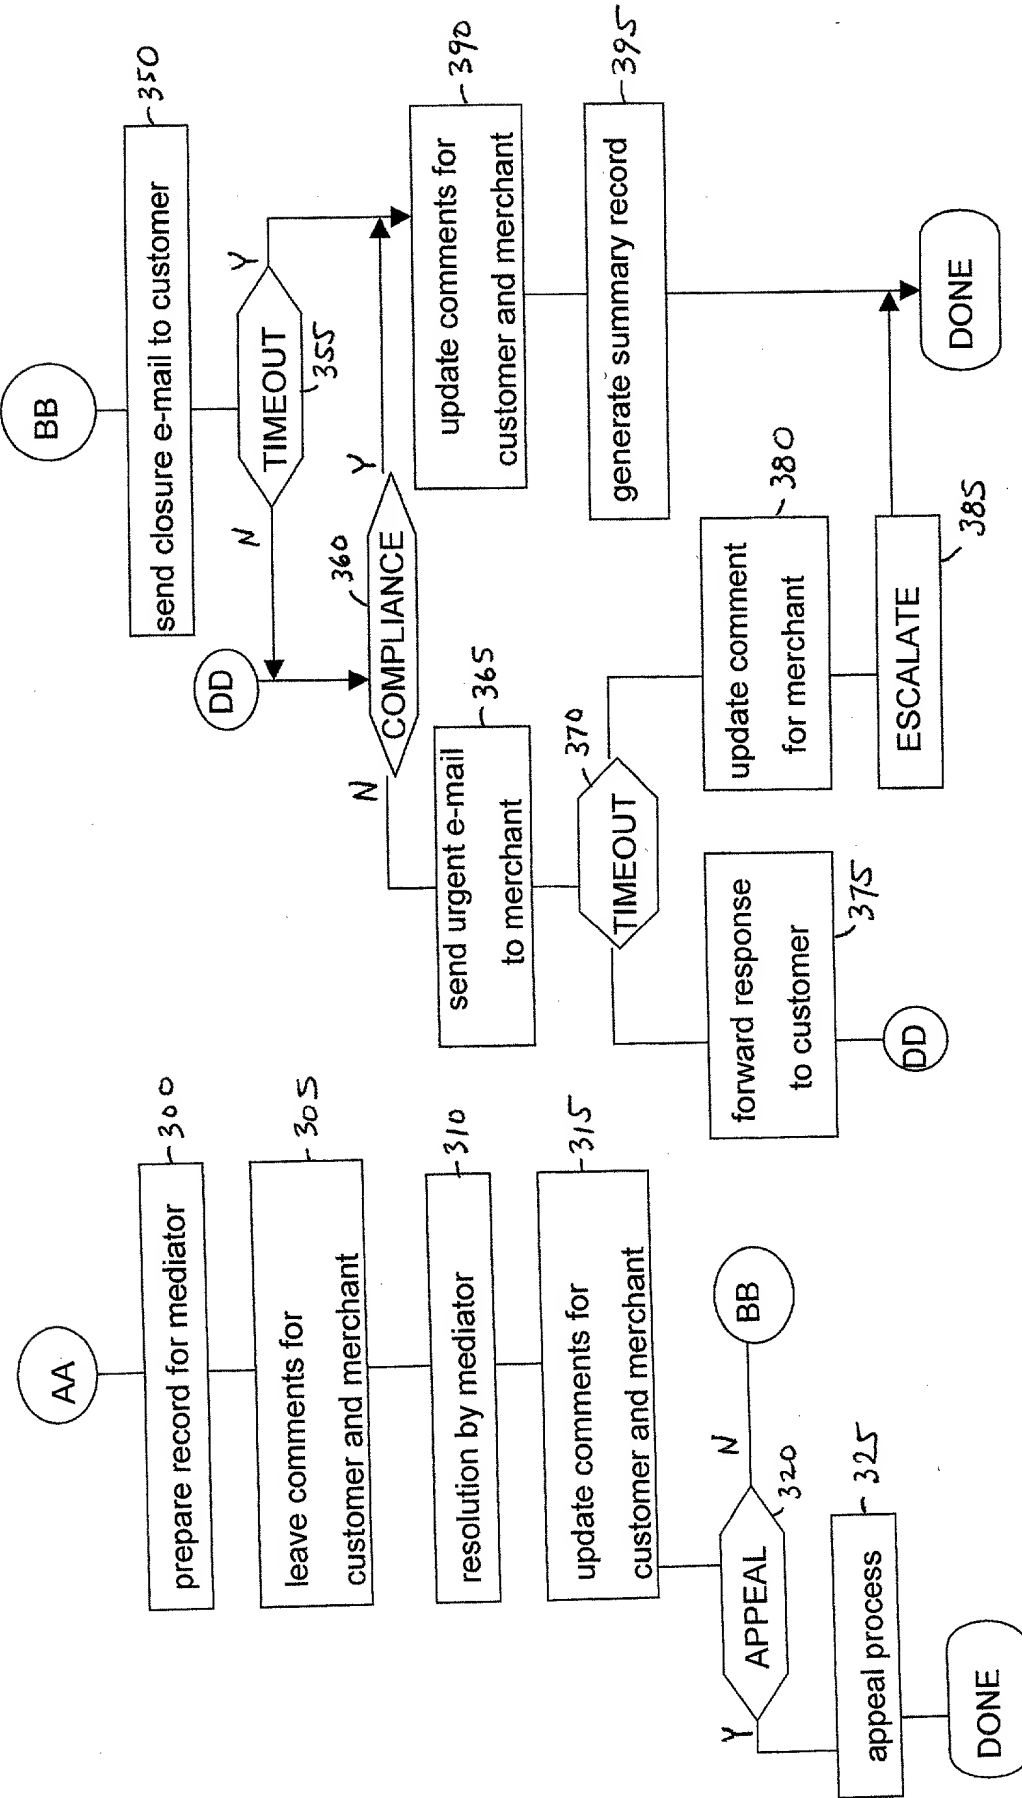 AA
prepare record for mediator
300
leave comments for
customer and merchant
305
resolution by mediator
310
update comments for
customer and merchant
315
APPEAL
320
Y
N
BB
appeal process
325
DONE
BB
send closure e-mail to customer
350
TIMEOUT
355
N
Y
DD
COMPLIANCE
360
N
Y
send urgent e-mail
to merchant
365
TIMEOUT
370
forward response
to customer
375
DD
update comment
for merchant
380
ESCALATE
385
update comments for
customer and merchant
390
generate summary record
395
DONE